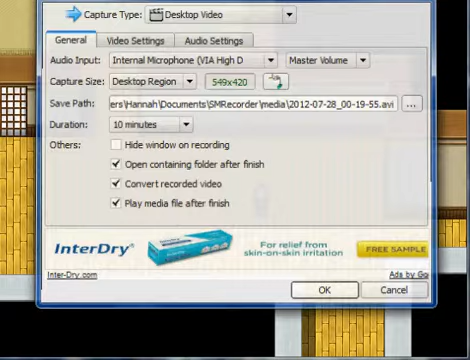 Capture Type: Desktop Video
General Video Settings Audio Settings
Audio Input: Internal Microphone (VIA High D Master Volume
Capture Size: Desktop Region 549x420
Save Path: ers\Hannah\Documents\SMRecorder\media\2012-07-28_00-19-55.avi ...
Duration: 10 minutes
Others: Hide window on recording
Open containing folder after finish
Convert recorded video
Play media file after finish
InterDry® For relief from skin-on-skin irritation FREE SAMPLE
Inter-Dry.com Ads by Go
OK Cancel